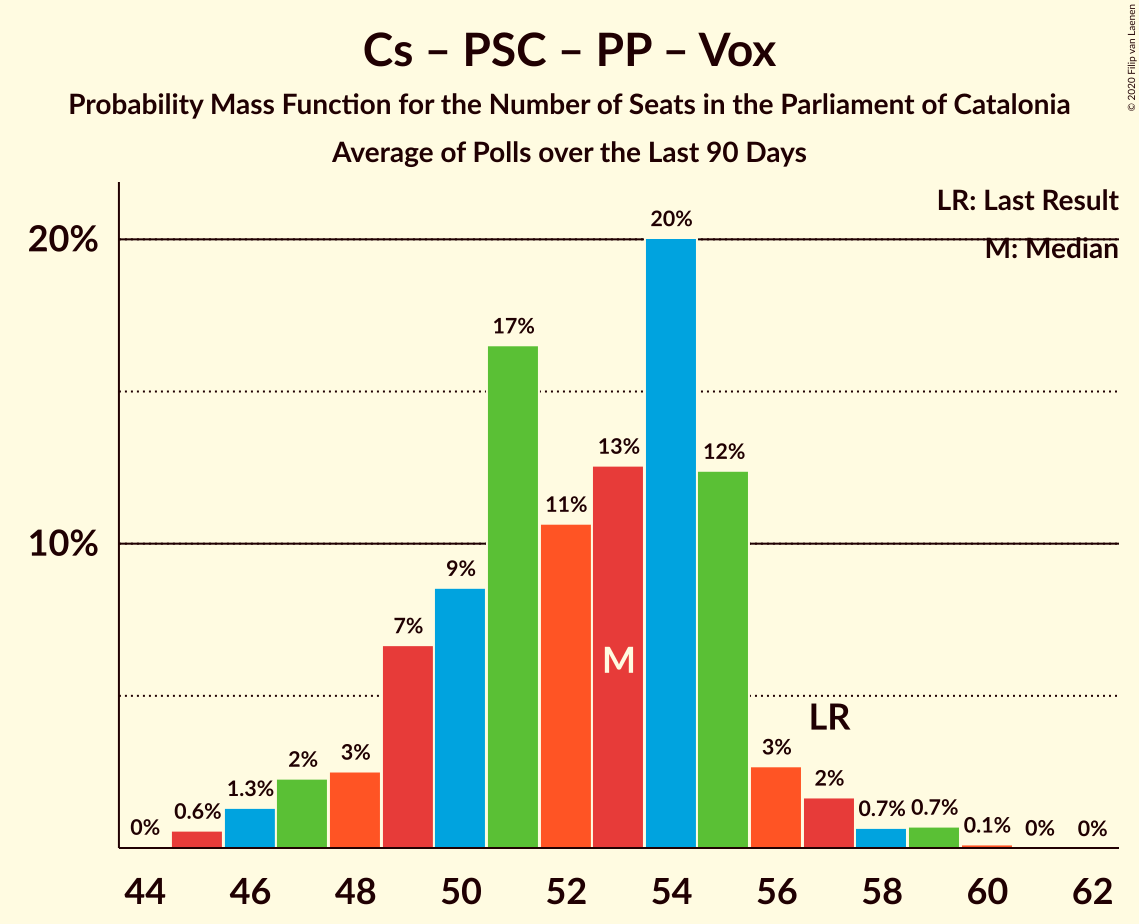 Cs – PSC – PP – Vox
Probability Mass Function for the Number of Seats in the Parliament of Catalonia
Average of Polls over the Last 90 Days
© 2020 Filip van Laenen
LR: Last Result
M: Median
20%
10%
0%
0.6%
1.3%
2%
3%
7%
9%
17%
11%
13%
20%
12%
3%
2%
0.7%
0.7%
0.1%
0%
0%
M
LR
44 46 48 50 52 54 56 58 60 62